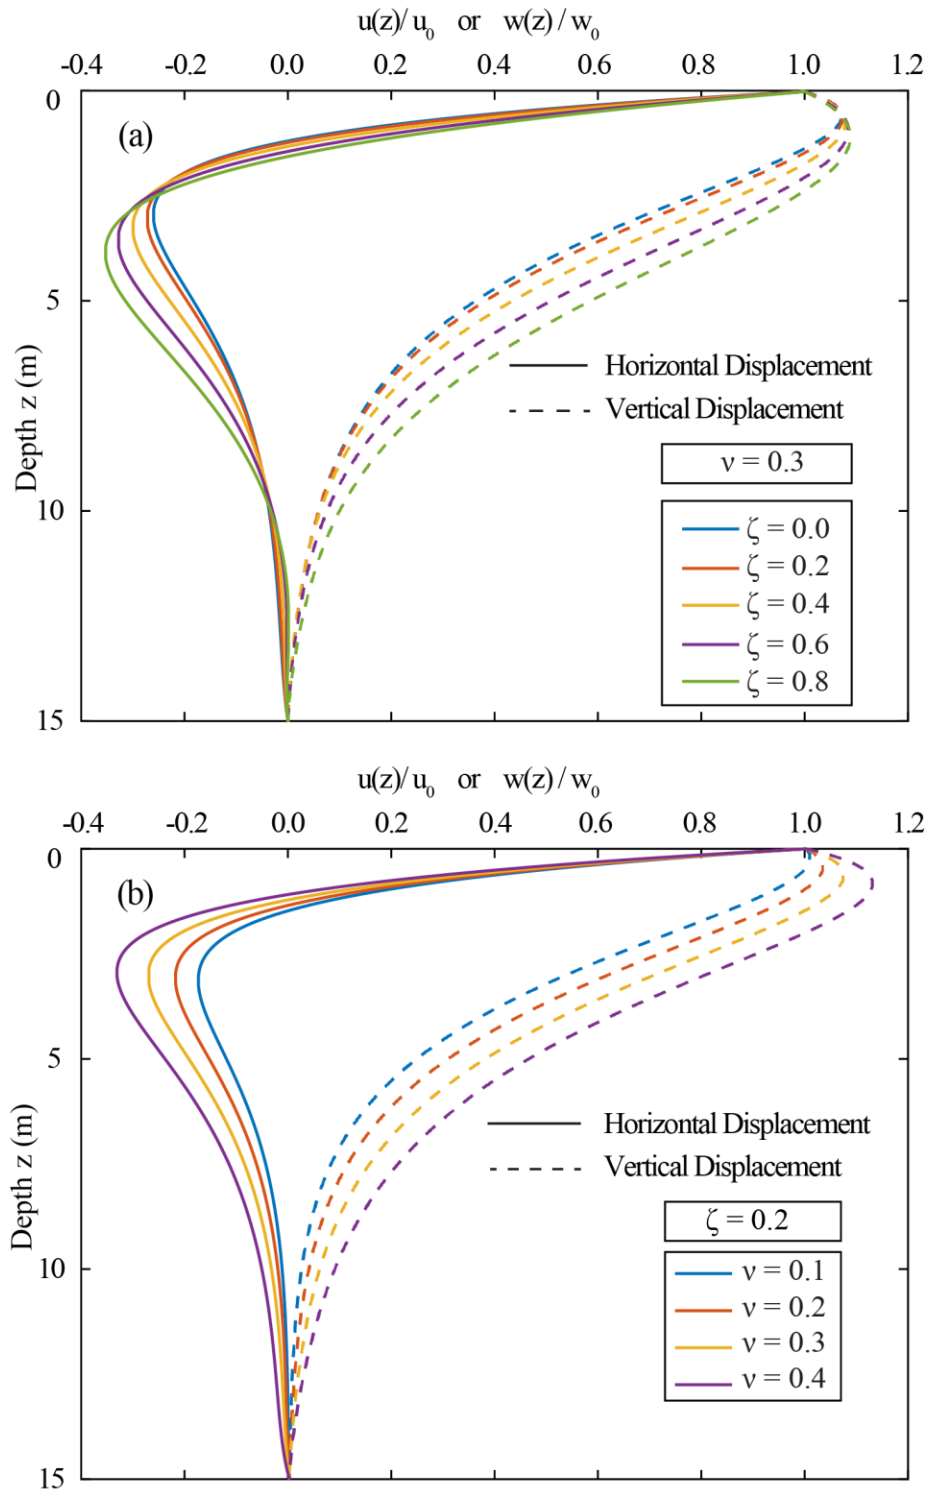 u(z)/u₀ or w(z)/w₀
-0.4 -0.2 0.0 0.2 0.4 0.6 0.8 1.0 1.2
0
(a)
5
Depth z (m)
Horizontal Displacement
Vertical Displacement
ν = 0.3
10
ζ = 0.0
ζ = 0.2
ζ = 0.4
ζ = 0.6
ζ = 0.8
15
u(z)/u₀ or w(z)/w₀
-0.4 -0.2 0.0 0.2 0.4 0.6 0.8 1.0 1.2
0
(b)
5
Depth z (m)
Horizontal Displacement
Vertical Displacement
ζ = 0.2
10
ν = 0.1
ν = 0.2
ν = 0.3
ν = 0.4
15